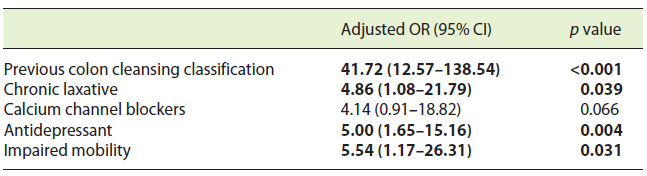 Adjusted OR (95% CI) p value
Previous colon cleansing classification 41.72 (12.57–138.54) <0.001
Chronic laxative 4.86 (1.08–21.79) 0.039
Calcium channel blockers 4.14 (0.91–18.82) 0.066
Antidepressant 5.00 (1.65–15.16) 0.004
Impaired mobility 5.54 (1.17–26.31) 0.031